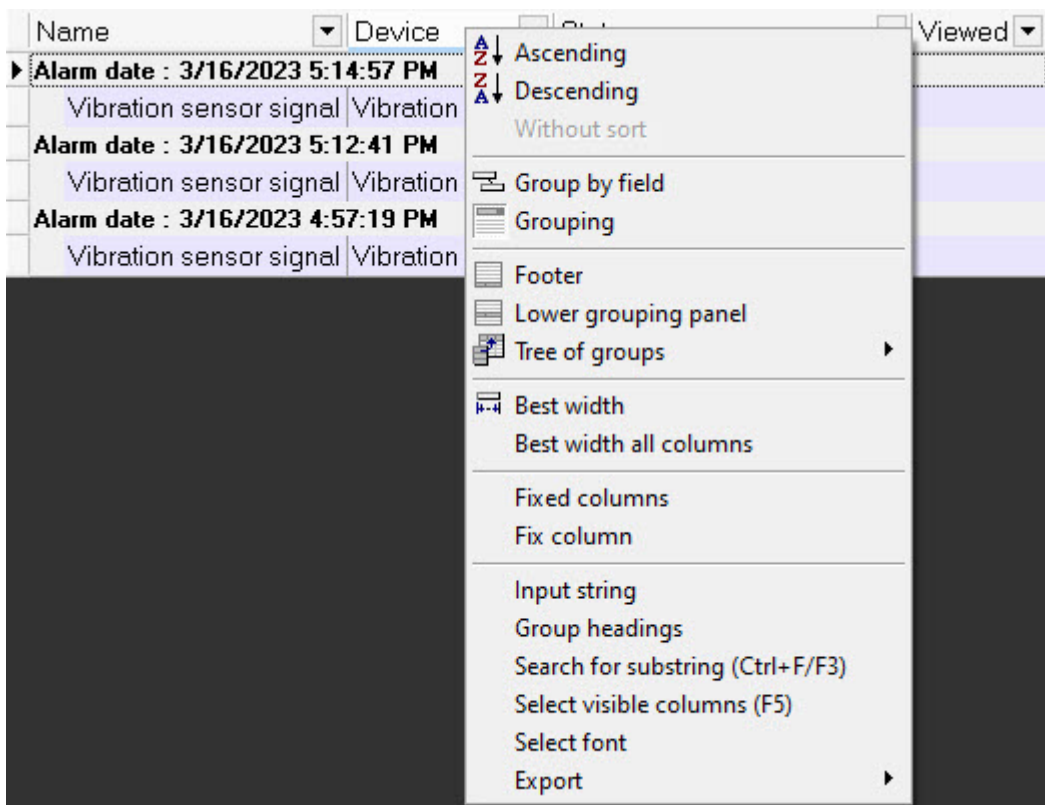 Name Device Viewed
Alarm date : 3/16/2023 5:14:57 PM
Vibration sensor signal Vibration
Alarm date : 3/16/2023 5:12:41 PM
Vibration sensor signal Vibration
Alarm date : 3/16/2023 4:57:19 PM
Vibration sensor signal Vibration
Ascending
Descending
Without sort
Group by field
Grouping
Footer
Lower grouping panel
Tree of groups
Best width
Best width all columns
Fixed columns
Fix column
Input string
Group headings
Search for substring (Ctrl+F/F3)
Select visible columns (F5)
Select font
Export